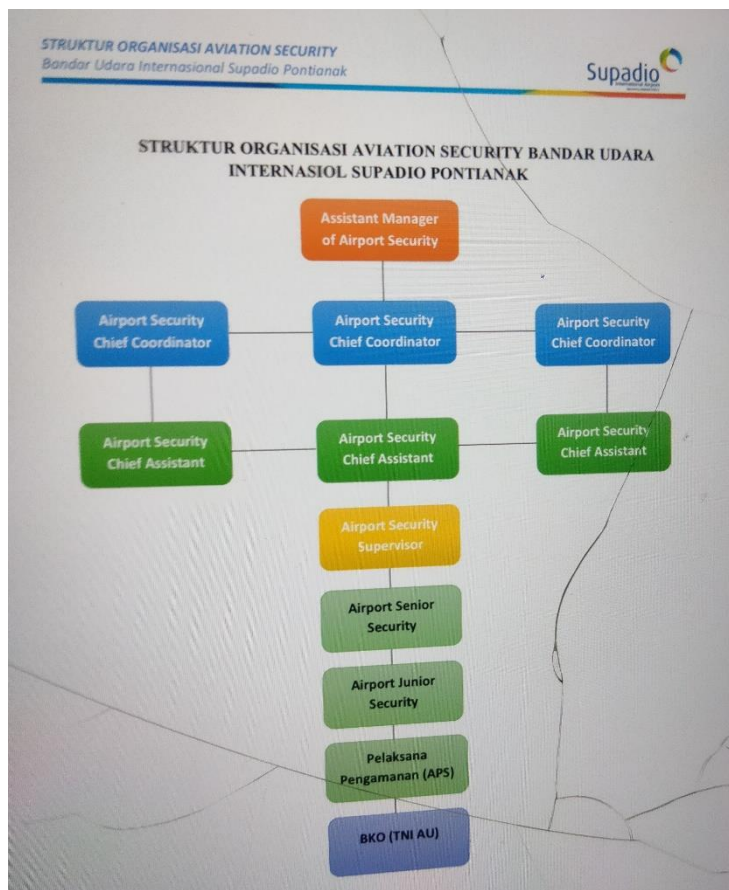 STRUKTUR ORGANISASI AVIATION SECURITY
Bandar Udara Internasional Supadio Pontianak
Supadio
International Airport
STRUKTUR ORGANISASI AVIATION SECURITY BANDAR UDARA
INTERNASIOL SUPADIO PONTIANAK
Assistant Manager
of Airport Security
Airport Security
Chief Coordinator
Airport Security
Chief Coordinator
Airport Security
Chief Coordinator
Airport Security
Chief Assistant
Airport Security
Chief Assistant
Airport Security
Chief Assistant
Airport Security
Supervisor
Airport Senior
Security
Airport Junior
Security
Pelaksana
Pengamanan (APS)
BKO (TNI AU)